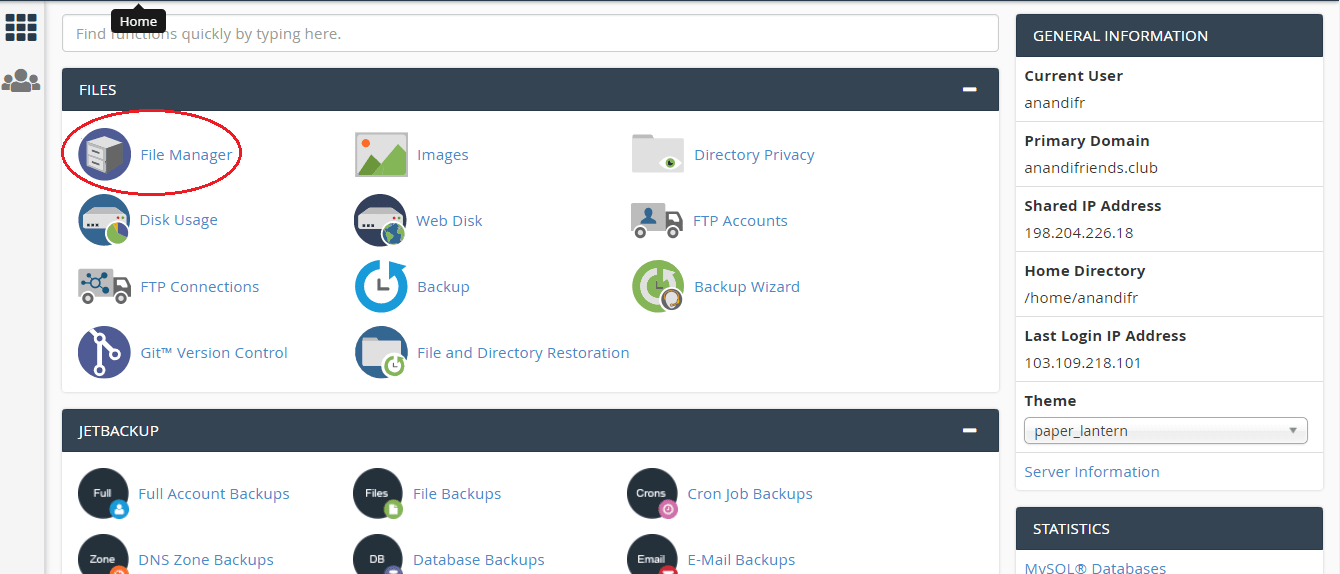 Home
Find functions quickly by typing here.
FILES
File Manager
Images
Directory Privacy
Disk Usage
Web Disk
FTP Accounts
FTP Connections
Backup
Backup Wizard
Git™ Version Control
File and Directory Restoration
JETBACKUP
Full
Full Account Backups
Files
File Backups
Crons
Cron Job Backups
Zone
DNS Zone Backups
DB
Database Backups
Email
E-Mail Backups
GENERAL INFORMATION
Current User
anandifr
Primary Domain
anandifriends.club
Shared IP Address
198.204.226.18
Home Directory
/home/anandifr
Last Login IP Address
103.109.218.101
Theme
paper_lantern
Server Information
STATISTICS
MySQL® Databases